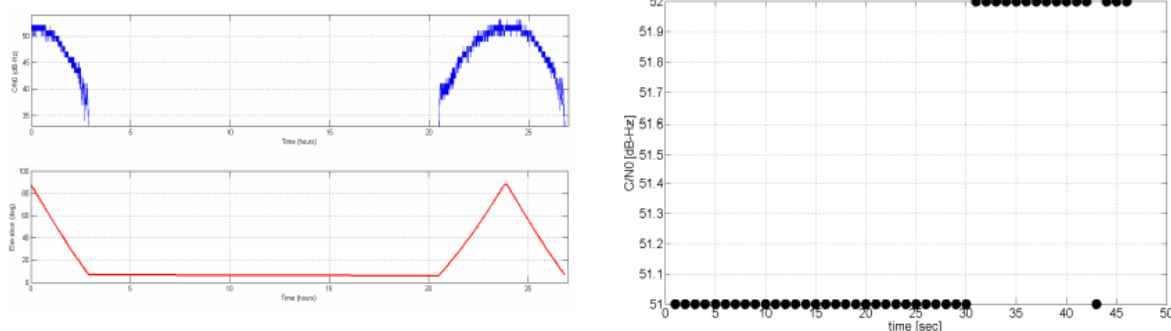 C/N0 (dB-Hz)
50
45
40
35
0 5 10 15 20 25
Time (hours)
Elevation (deg)
100
80
60
40
20
0
0 5 10 15 20 25
Time (hours)
C/N0 [dB-Hz]
52
51.9
51.8
51.7
51.6
51.5
51.4
51.3
51.2
51.1
51
0 5 10 15 20 25 30 35 40 45 50
time [sec]